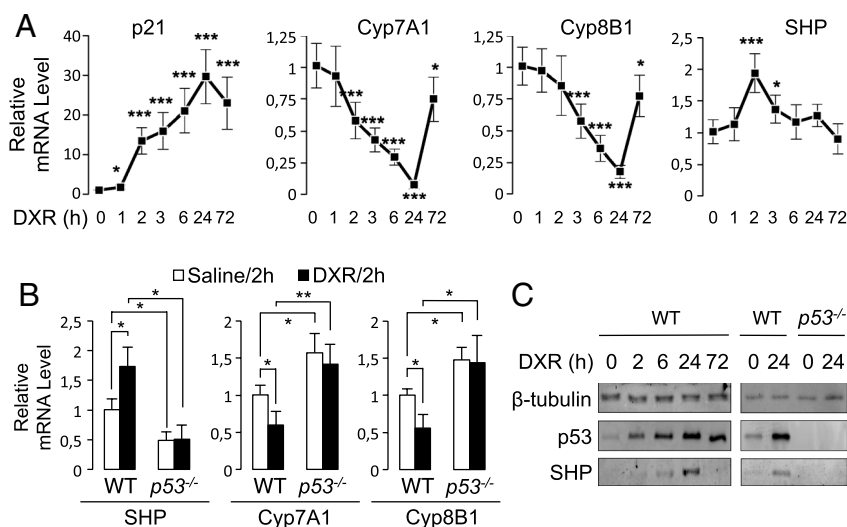 A
p21
Cyp7A1
Cyp8B1
SHP
Relative
mRNA Level
40
30
20
10
0
* *** *** *** *** ***
1,25
1
0,75
0,5
0,25
0
*** *** *** *** *
1,25
1
0,75
0,5
0,25
0
*** *** *** *
2,5
2
1,5
1
0,5
0
*** *
DXR (h) 0 1 2 3 6 24 72
0 1 2 3 6 24 72
0 1 2 3 6 24 72
0 1 2 3 6 24 72
B
Saline/2h DXR/2h
Relative
mRNA Level
2,5
2
1,5
1
0,5
0
* * *
WT p53-/-
SHP
2
1,5
1
0,5
0
** * *
WT p53-/-
Cyp7A1
2
1,5
1
0,5
0
* * *
WT p53-/-
Cyp8B1
C
WT WT p53-/-
DXR (h) 0 2 6 24 72 0 24 0 24
β-tubulin
p53
SHP